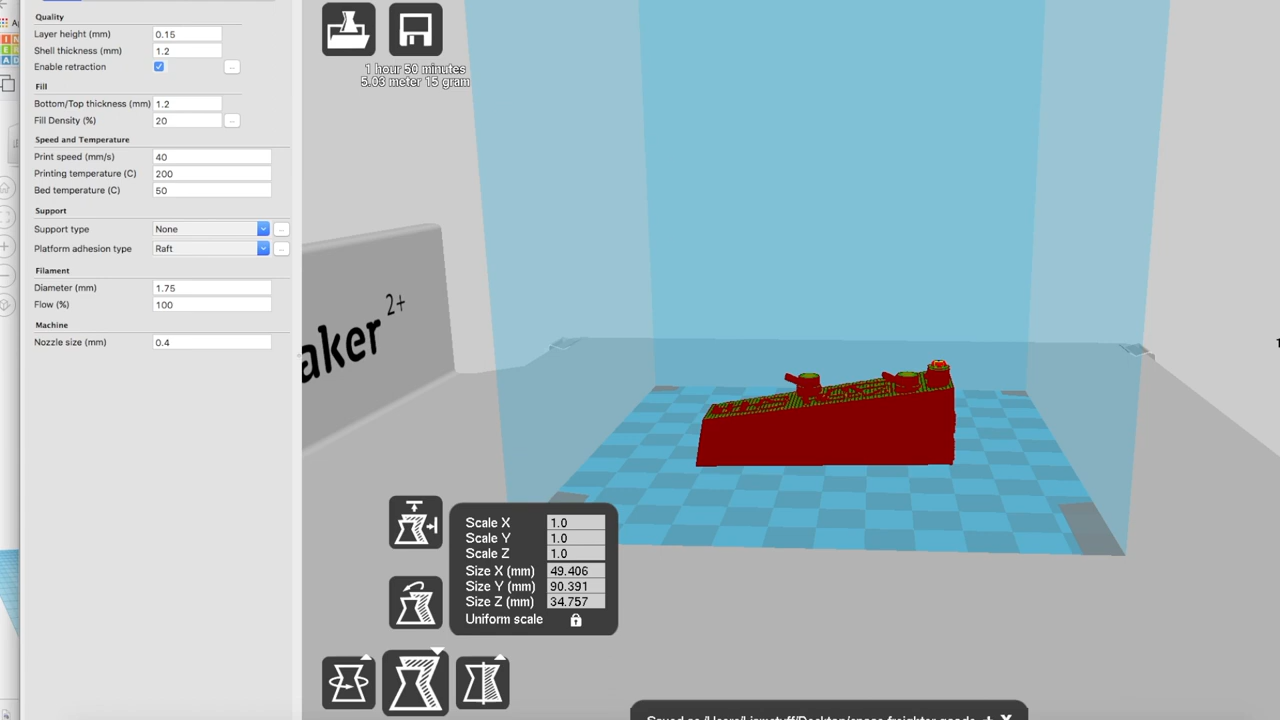 Quality
Layer height (mm) 0.15
Shell thickness (mm) 1.2
Enable retraction ...
Fill
Bottom/Top thickness (mm) 1.2
Fill Density (%) 20 ...
Speed and Temperature
Print speed (mm/s) 40
Printing temperature (C) 200
Bed temperature (C) 50
Support
Support type None ...
Platform adhesion type Raft ...
Filament
Diameter (mm) 1.75
Flow (%) 100
Machine
Nozzle size (mm) 0.4
1 hour 50 minutes
5.03 meter 15 gram
aker 2+
Scale X 1.0
Scale Y 1.0
Scale Z 1.0
Size X (mm) 49.406
Size Y (mm) 90.391
Size Z (mm) 34.757
Uniform scale